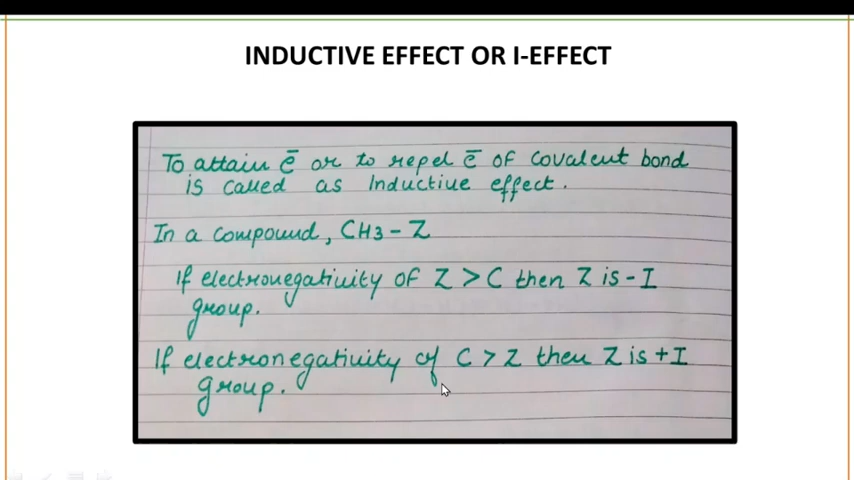 INDUCTIVE EFFECT OR I-EFFECT
To attain ē or to repel ē of covalent bond
is called as Inductive effect.
In a compound, CH3 - Z
If electronegativity of Z > C then Z is - I
group.
If electronegativity of C > Z then Z is + I
group.